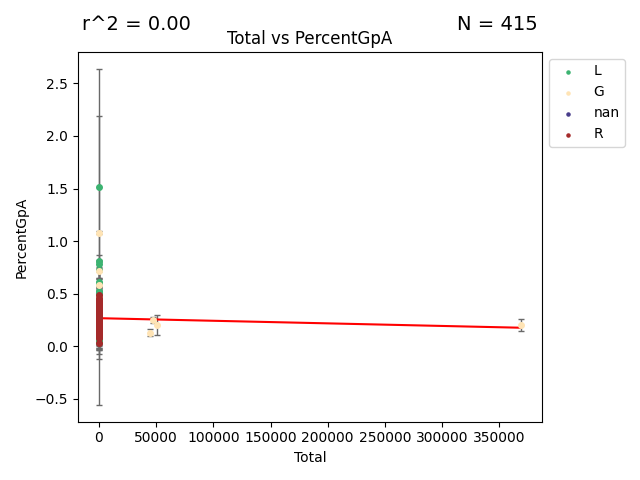 r^2 = 0.00
N = 415
Total vs PercentGpA
L
G
nan
R
PercentGpA
2.5
2.0
1.5
1.0
0.5
0.0
−0.5
0
50000
100000
150000
200000
250000
300000
350000
Total